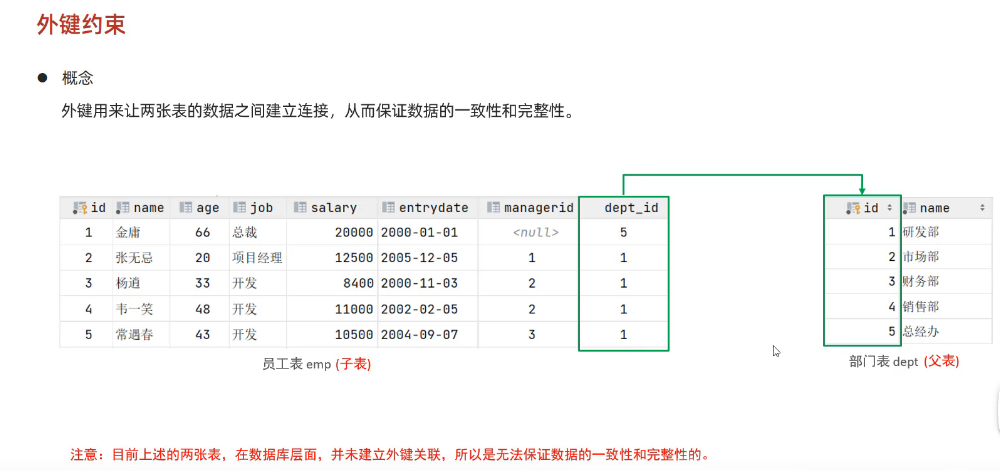 外键约束
概念
外键用来让两张表的数据之间建立连接，从而保证数据的一致性和完整性。
id name age job salary entrydate managerid dept_id
1 金庸 66 总裁 20000 2000-01-01 <null> 5
2 张无忌 20 项目经理 12500 2005-12-05 1 1
3 杨逍 33 开发 8400 2000-11-03 2 1
4 韦一笑 48 开发 11000 2002-02-05 2 1
5 常遇春 43 开发 10500 2004-09-07 3 1
员工表 emp (子表)
id name
1 研发部
2 市场部
3 财务部
4 销售部
5 总经办
部门表 dept (父表)
注意：目前上述的两张表，在数据库层面，并未建立外键关联，所以是无法保证数据的一致性和完整性的。